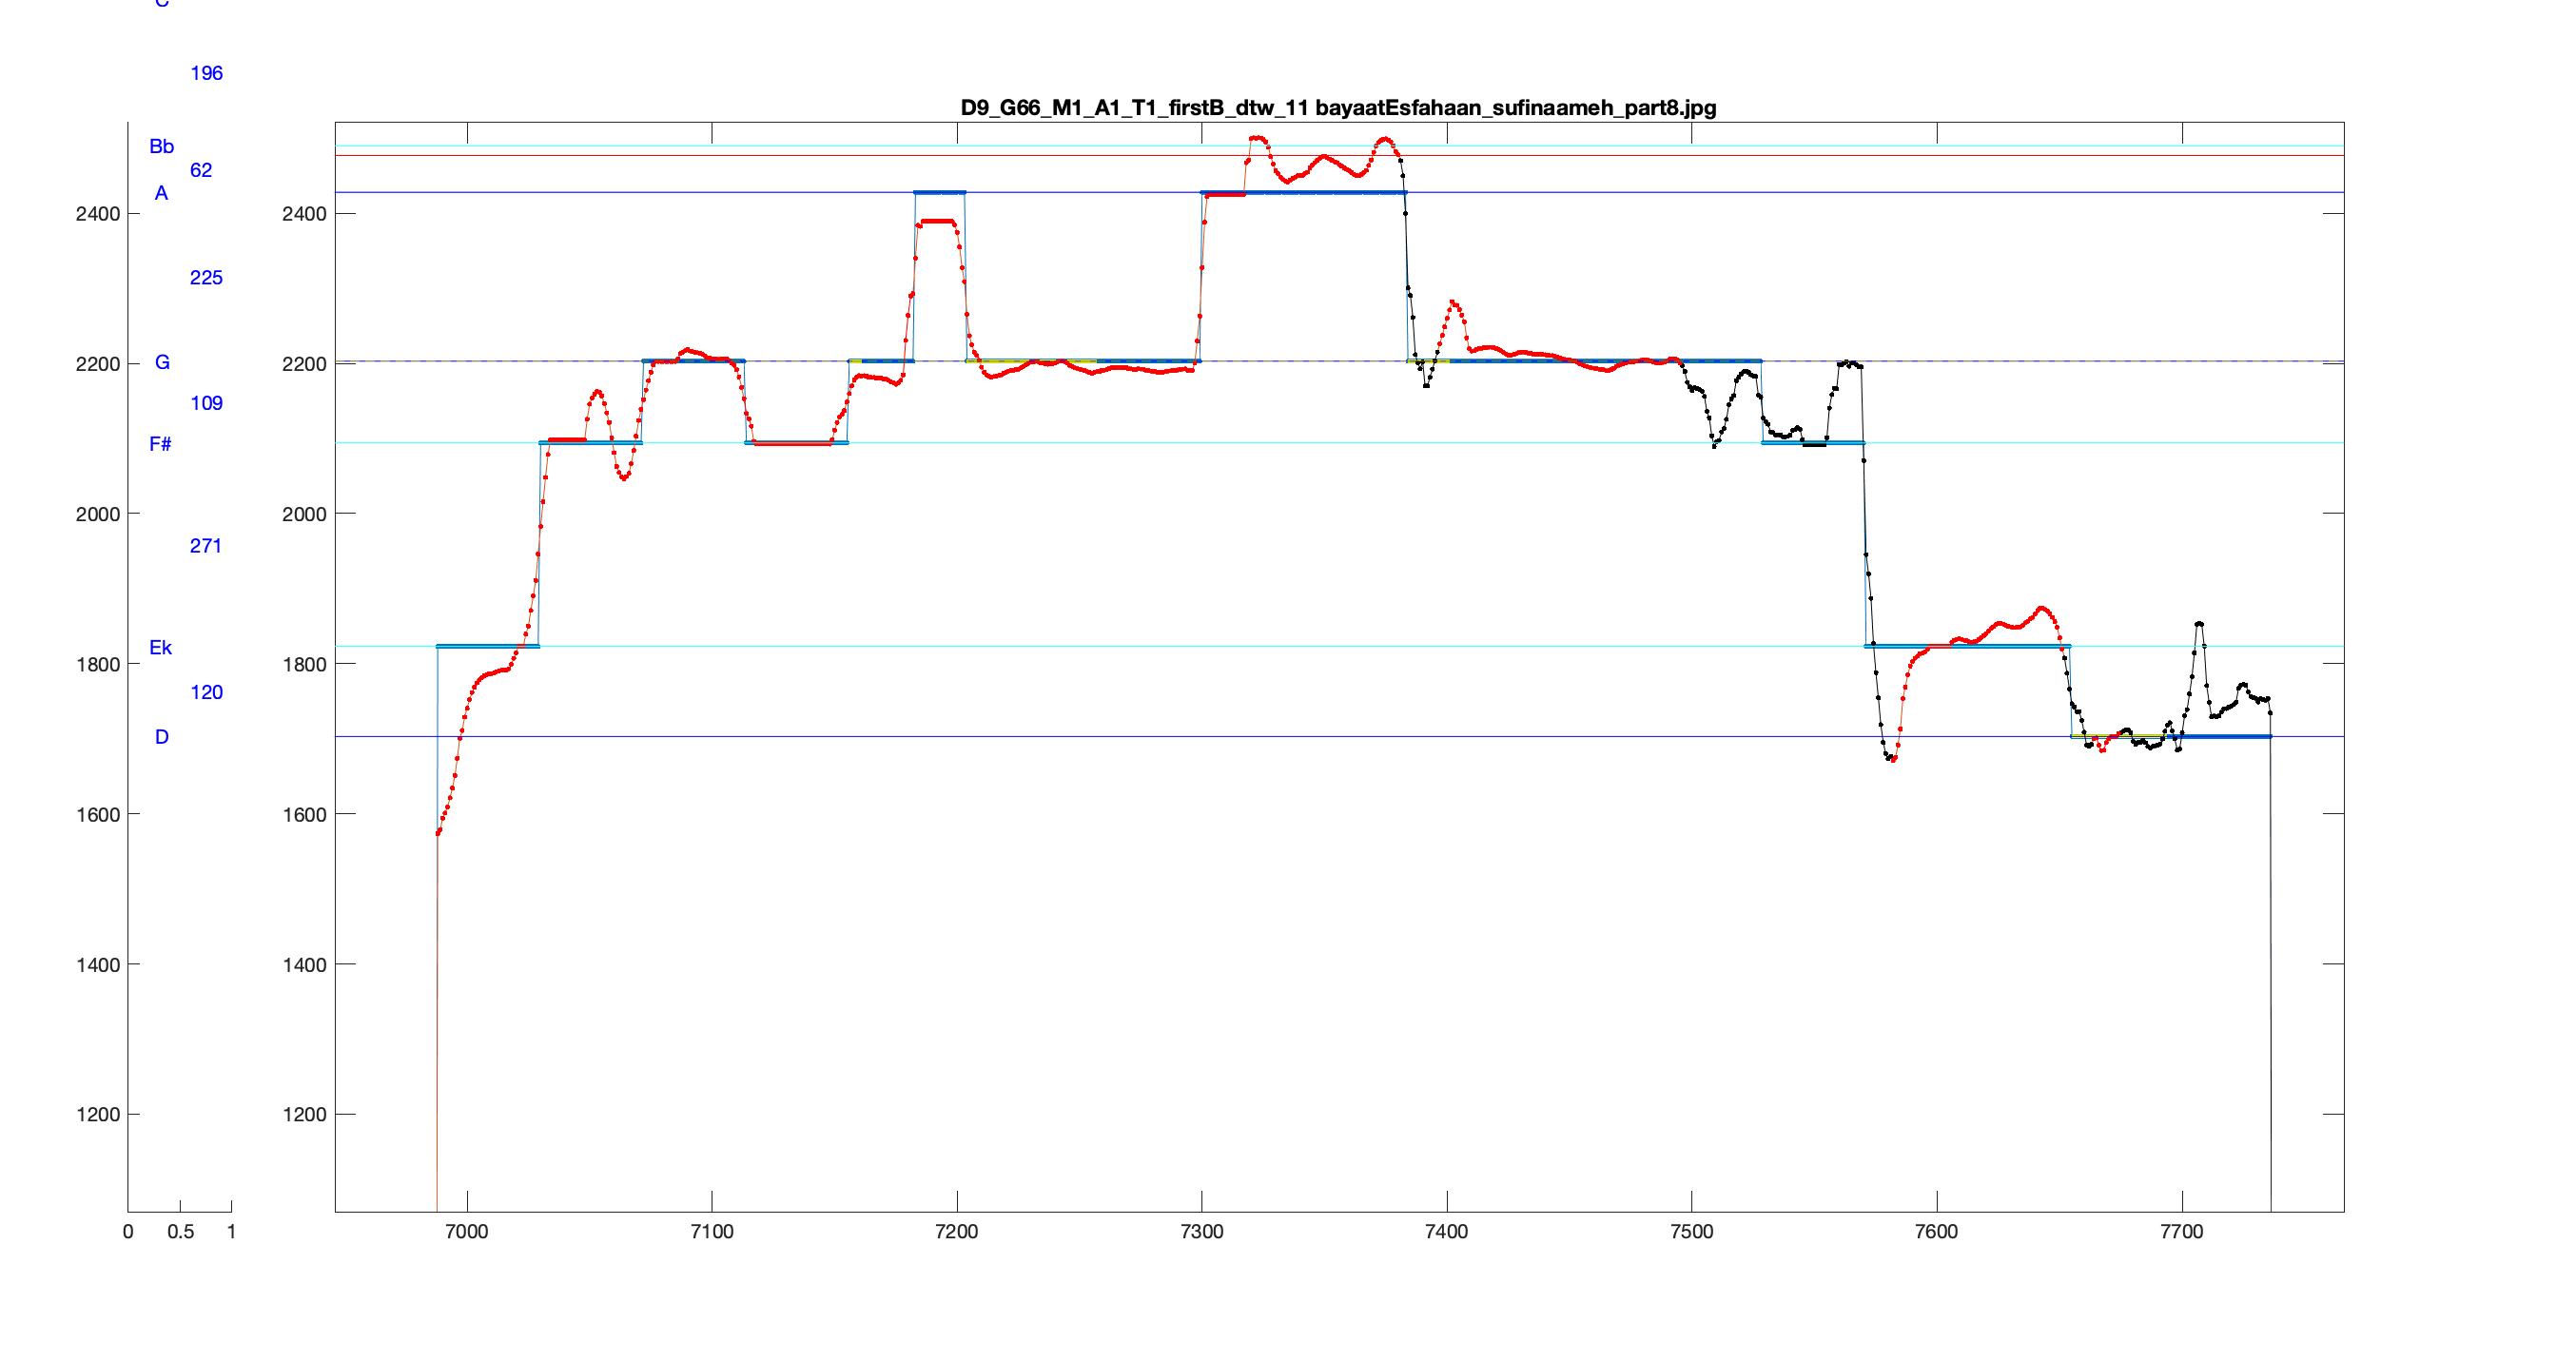 C
196
D9_G66_M1_A1_T1_firstB_dtw_11 bayaatEsfahaan_sufinaameh_part8.jpg
Bb
62
A
2400 2400
225
G
2200 2200
109
F#
2000 2000
271
Ek
1800 1800
120
D
1600 1600
1400 1400
1200 1200
0 0.5 1 7000 7100 7200 7300 7400 7500 7600 7700